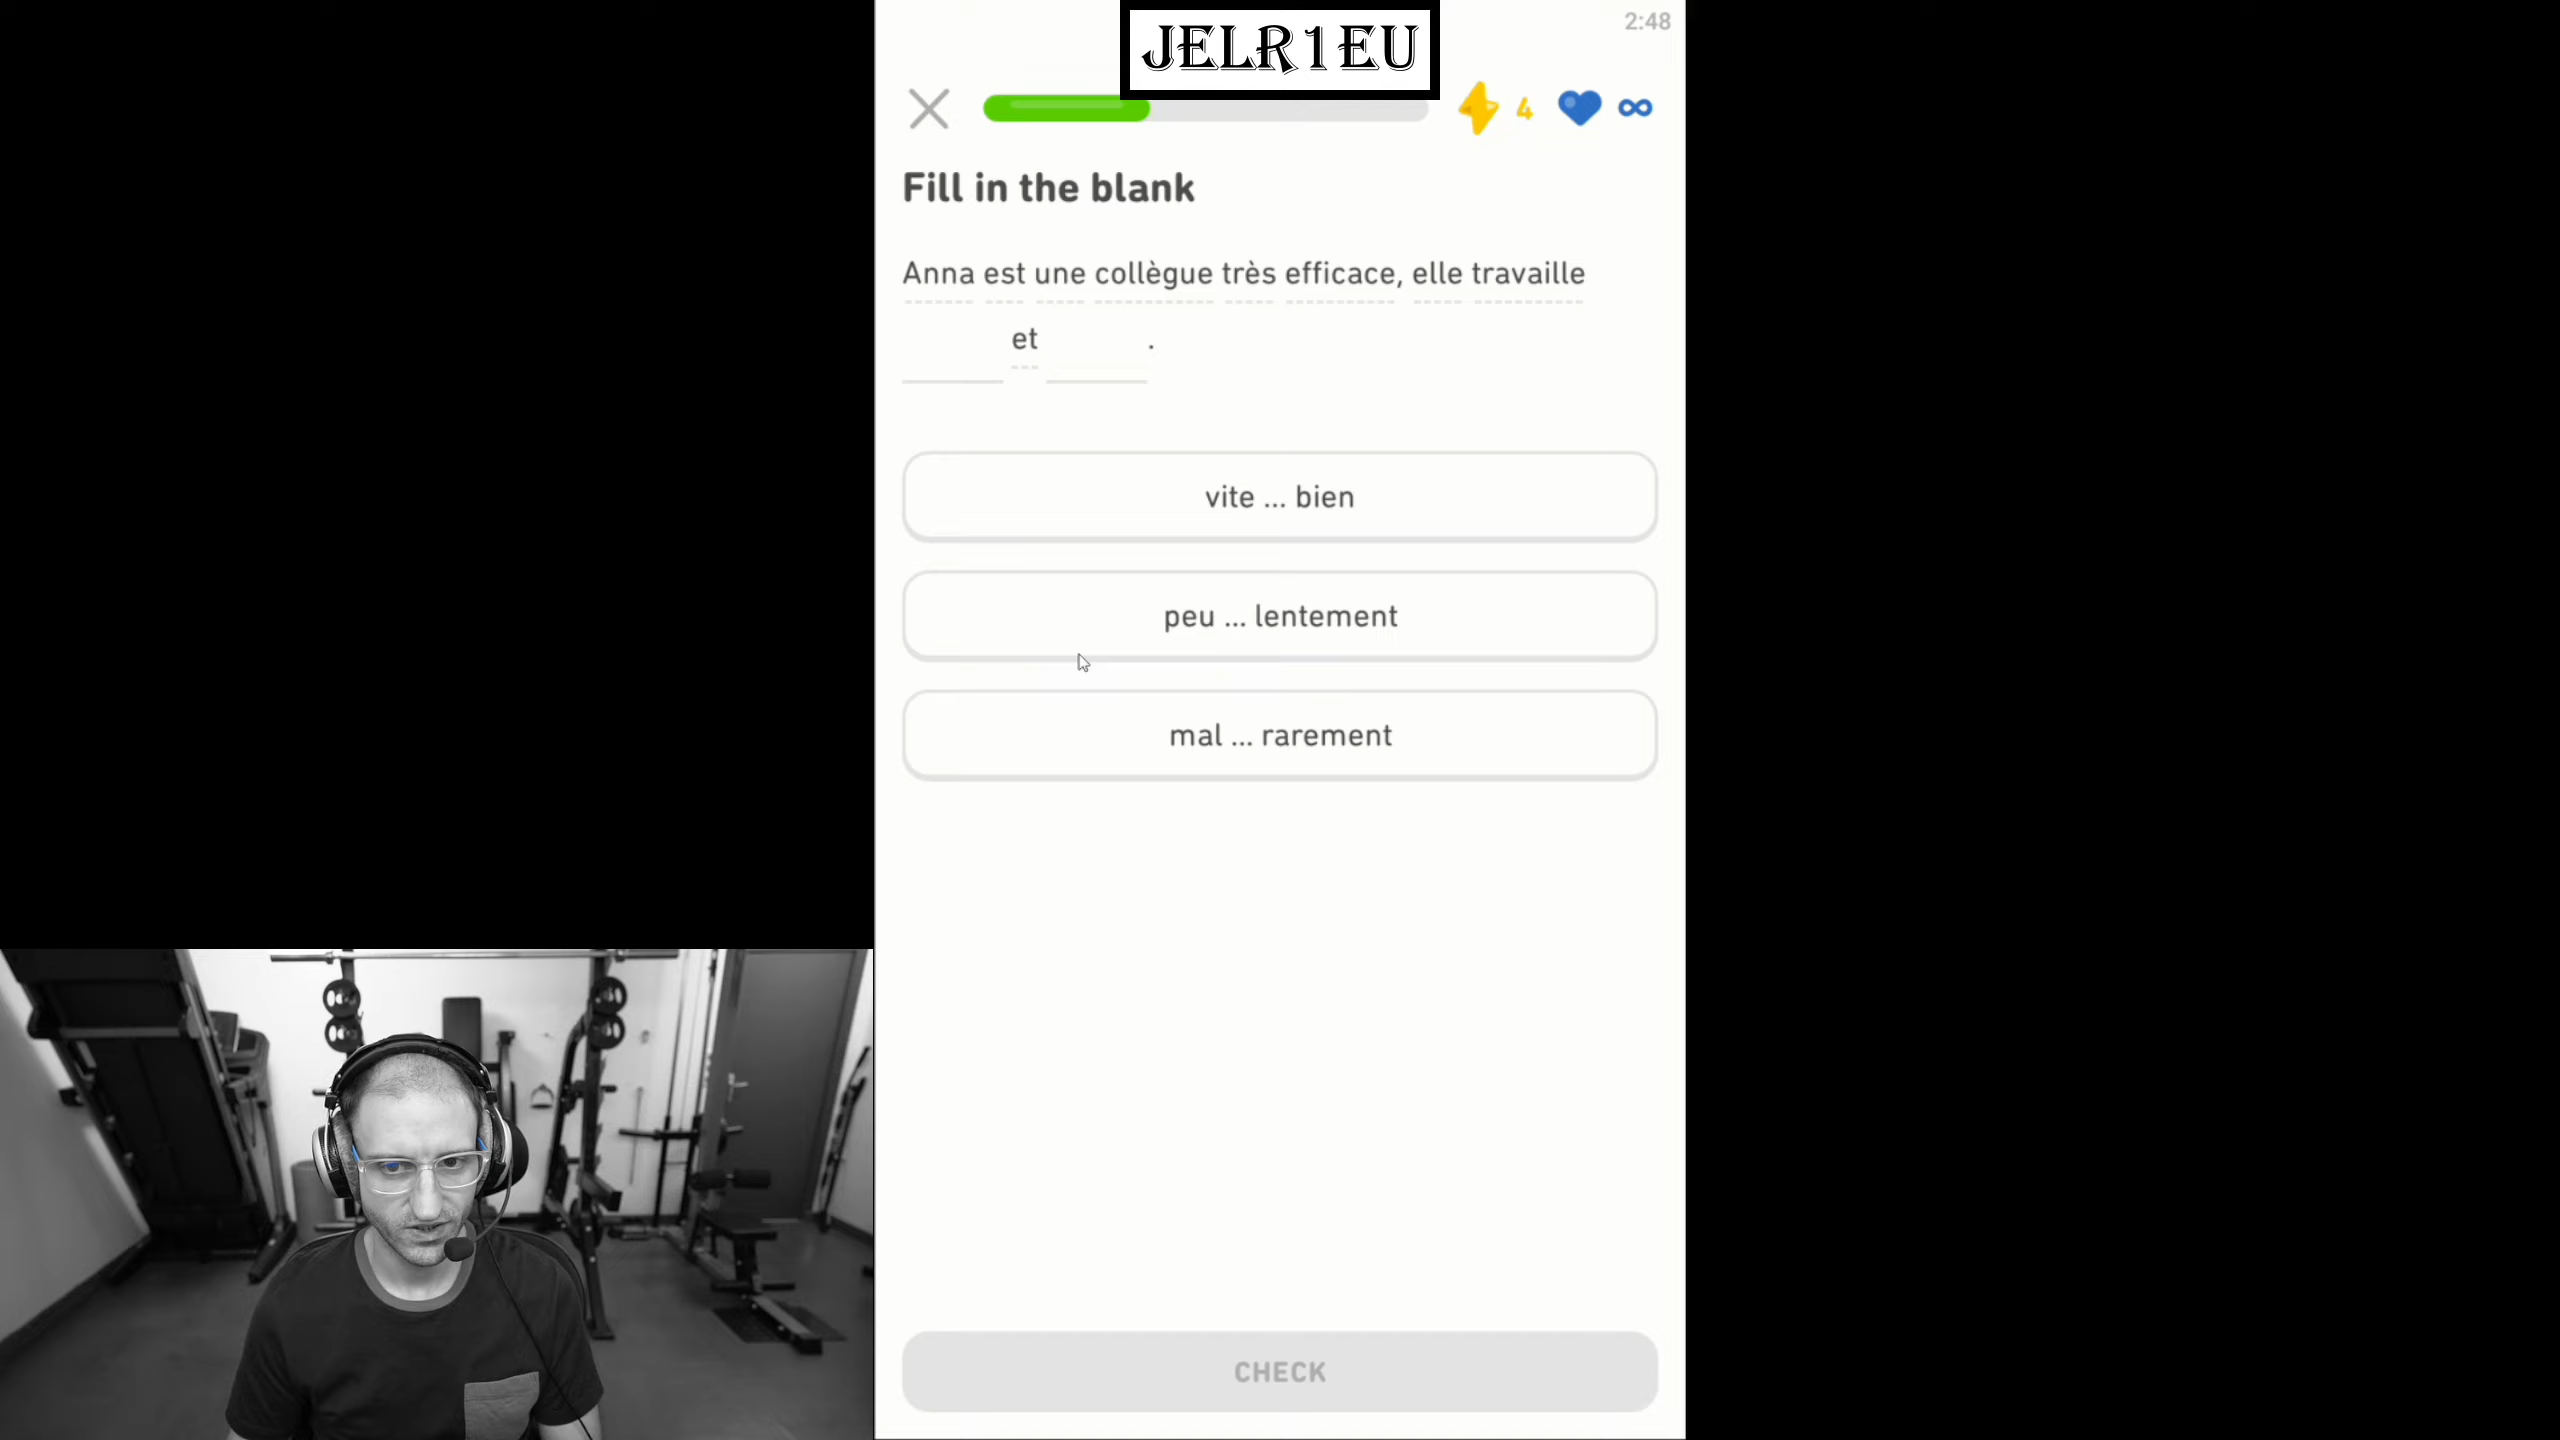 JELR1EU
2:48
4 ∞
Fill in the blank
Anna est une collègue très efficace, elle travaille
et .
vite ... bien
peu ... lentement
mal ... rarement
CHECK